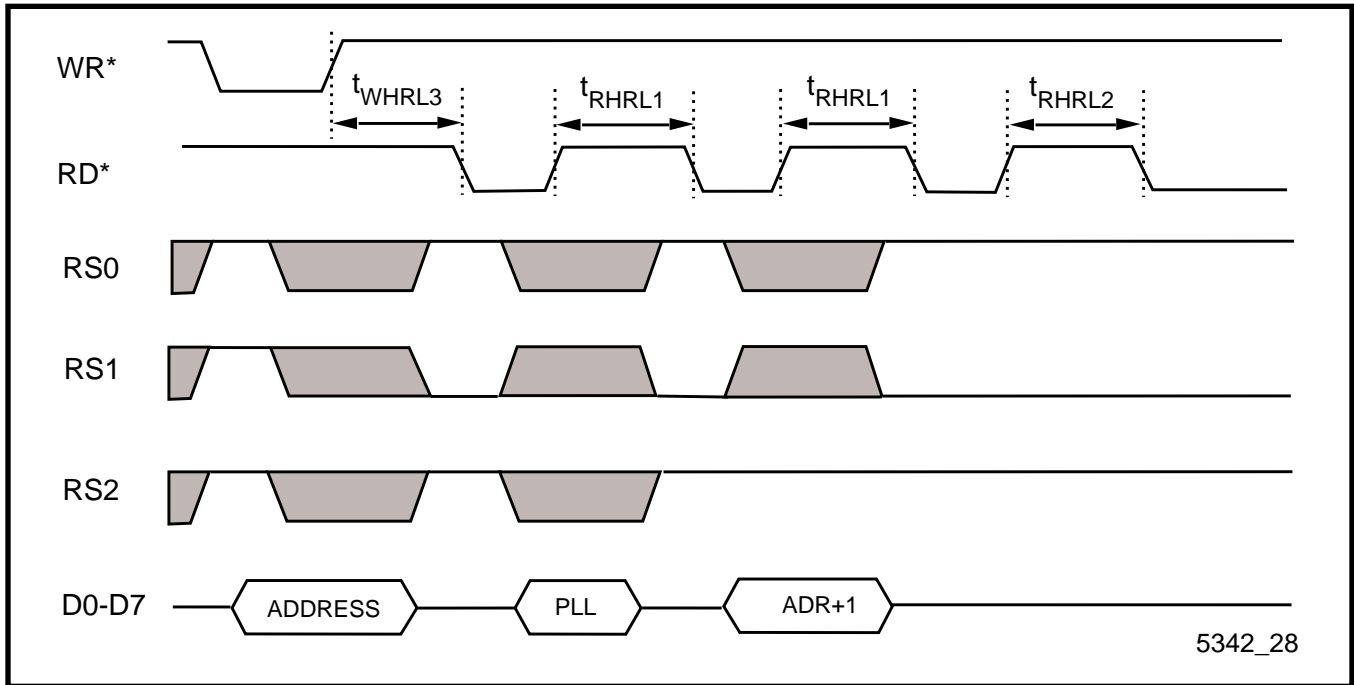 WR*
tWHRL3
tRHRL1
tRHRL1
tRHRL2
RD*
RS0
RS1
RS2
D0-D7
ADDRESS
PLL
ADR+1
5342_28